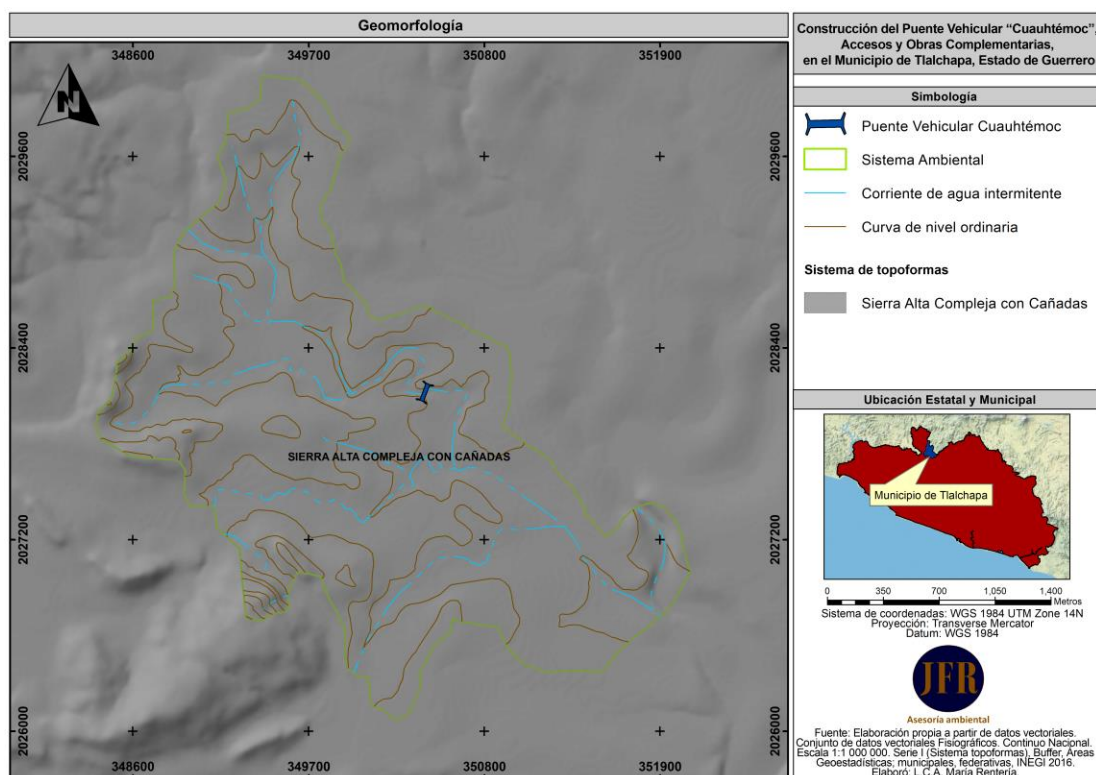 Geomorfología
348600 349700 350800 351900
2029600 2029600
2028400 2028400
2027200 2027200
2026000 2026000
348600 349700 350800 351900
N
SIERRA ALTA COMPLEJA CON CAÑADAS
Construcción del Puente Vehicular “Cuauhtémoc”,
Accesos y Obras Complementarias,
en el Municipio de Tlalchapa, Estado de Guerrero
Simbología
Puente Vehicular Cuauhtémoc
Sistema Ambiental
Corriente de agua intermitente
Curva de nivel ordinaria
Sistema de topoformas
Sierra Alta Compleja con Cañadas
Ubicación Estatal y Municipal
Municipio de Tlalchapa
0 350 700 1,050 1,400
Metros
Sistema de coordenadas: WGS 1984 UTM Zone 14N
Proyección: Transverse Mercator
Datum: WGS 1984
JFR
Asesoría ambiental
Fuente: Elaboración propia a partir de datos vectoriales.
Conjunto de datos vectoriales Fisiográficos. Continuo Nacional.
Escala 1:1 000 000. Serie I (Sistema topoformas), Buffer, Áreas
Geoestadísticas; municipales, federativas, INEGI 2016.
Elaboró: L.C.A. María Rentería.